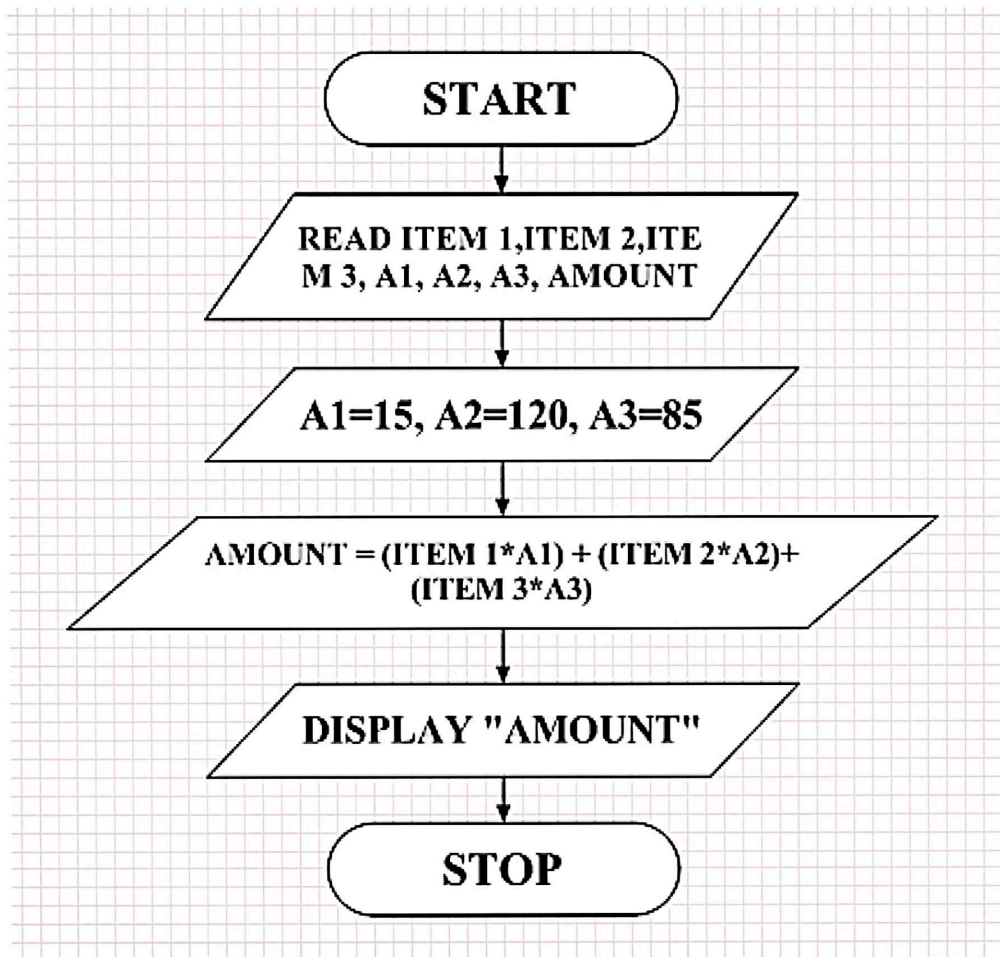 START
READ ITEM 1,ITEM 2,ITE
M 3, A1, A2, A3, AMOUNT
A1=15, A2=120, A3=85
AMOUNT = (ITEM 1*A1) + (ITEM 2*A2)+
(ITEM 3*A3)
DISPLAY "AMOUNT"
STOP